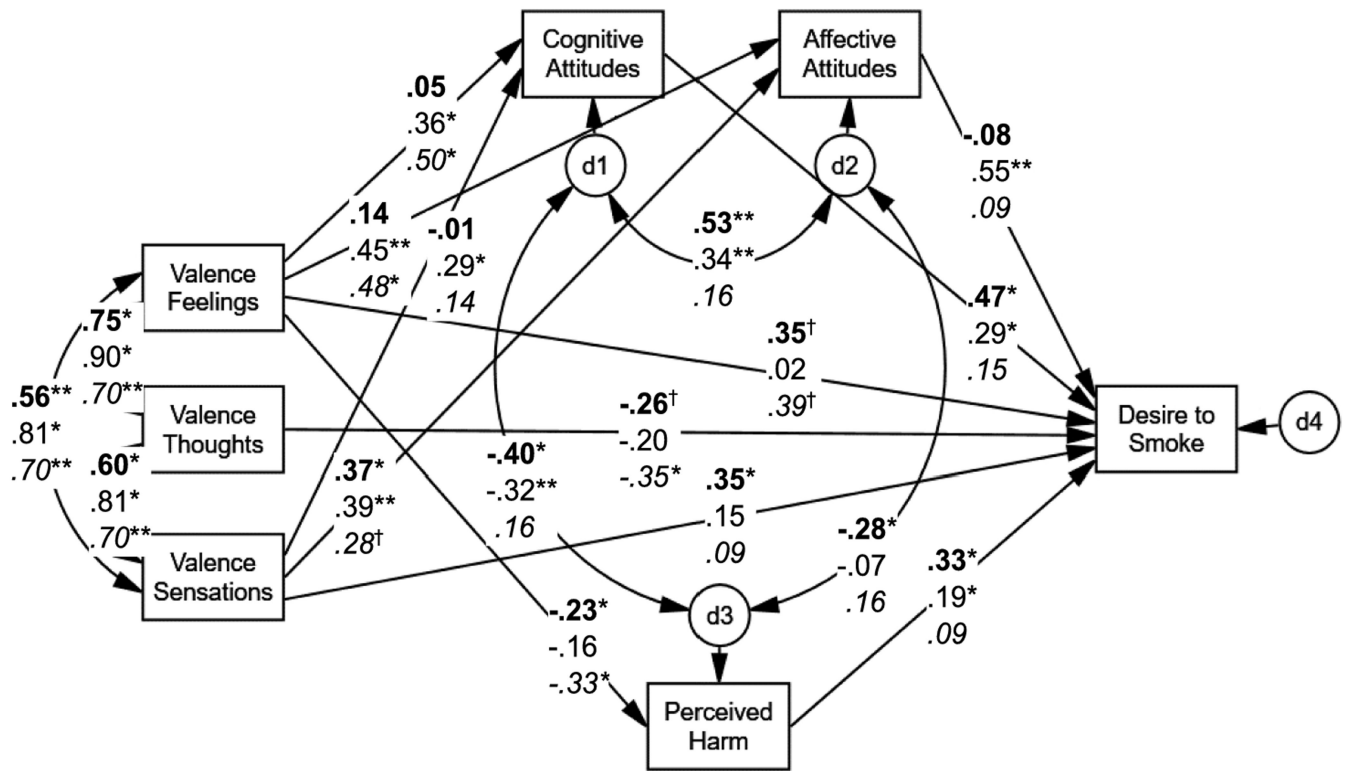 Cognitive
Attitudes
Affective
Attitudes
.05
.36*
.50*
d1
d2
-.08
.55**
.09
.14
.45**
.48*
-.01
.29*
.14
.53**
.34**
.16
Valence
Feelings
.75*
.90*
.70**
.47*
.29*
.15
.35†
.02
.39†
.56**
.81*
.70**
Valence
Thoughts
-.26†
-.20
-.35*
Desire to
Smoke
d4
.60*
.81*
.70**
.37*
.39**
.28†
-.40*
-.32**
.16
.35*
.15
.09
-.28*
-.07
.16
Valence
Sensations
.33*
.19*
.09
d3
-.23*
-.16
-.33*
Perceived
Harm